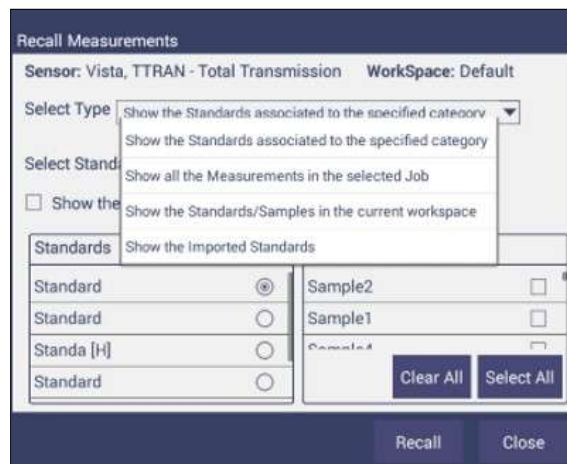 Recall Measurements
Sensor: Vista, TTRAN - Total Transmission WorkSpace: Default
Select Type Show the Standards associated to the specified category
Show the Standards associated to the specified category
Select Standa
Show all the Measurements in the selected Job
Show the
Show the Standards/Samples in the current workspace
Standards
Show the Imported Standards
Standard Sample2
Standard Sample1
Standa [H] Sample4
Standard
Clear All Select All
Recall Close